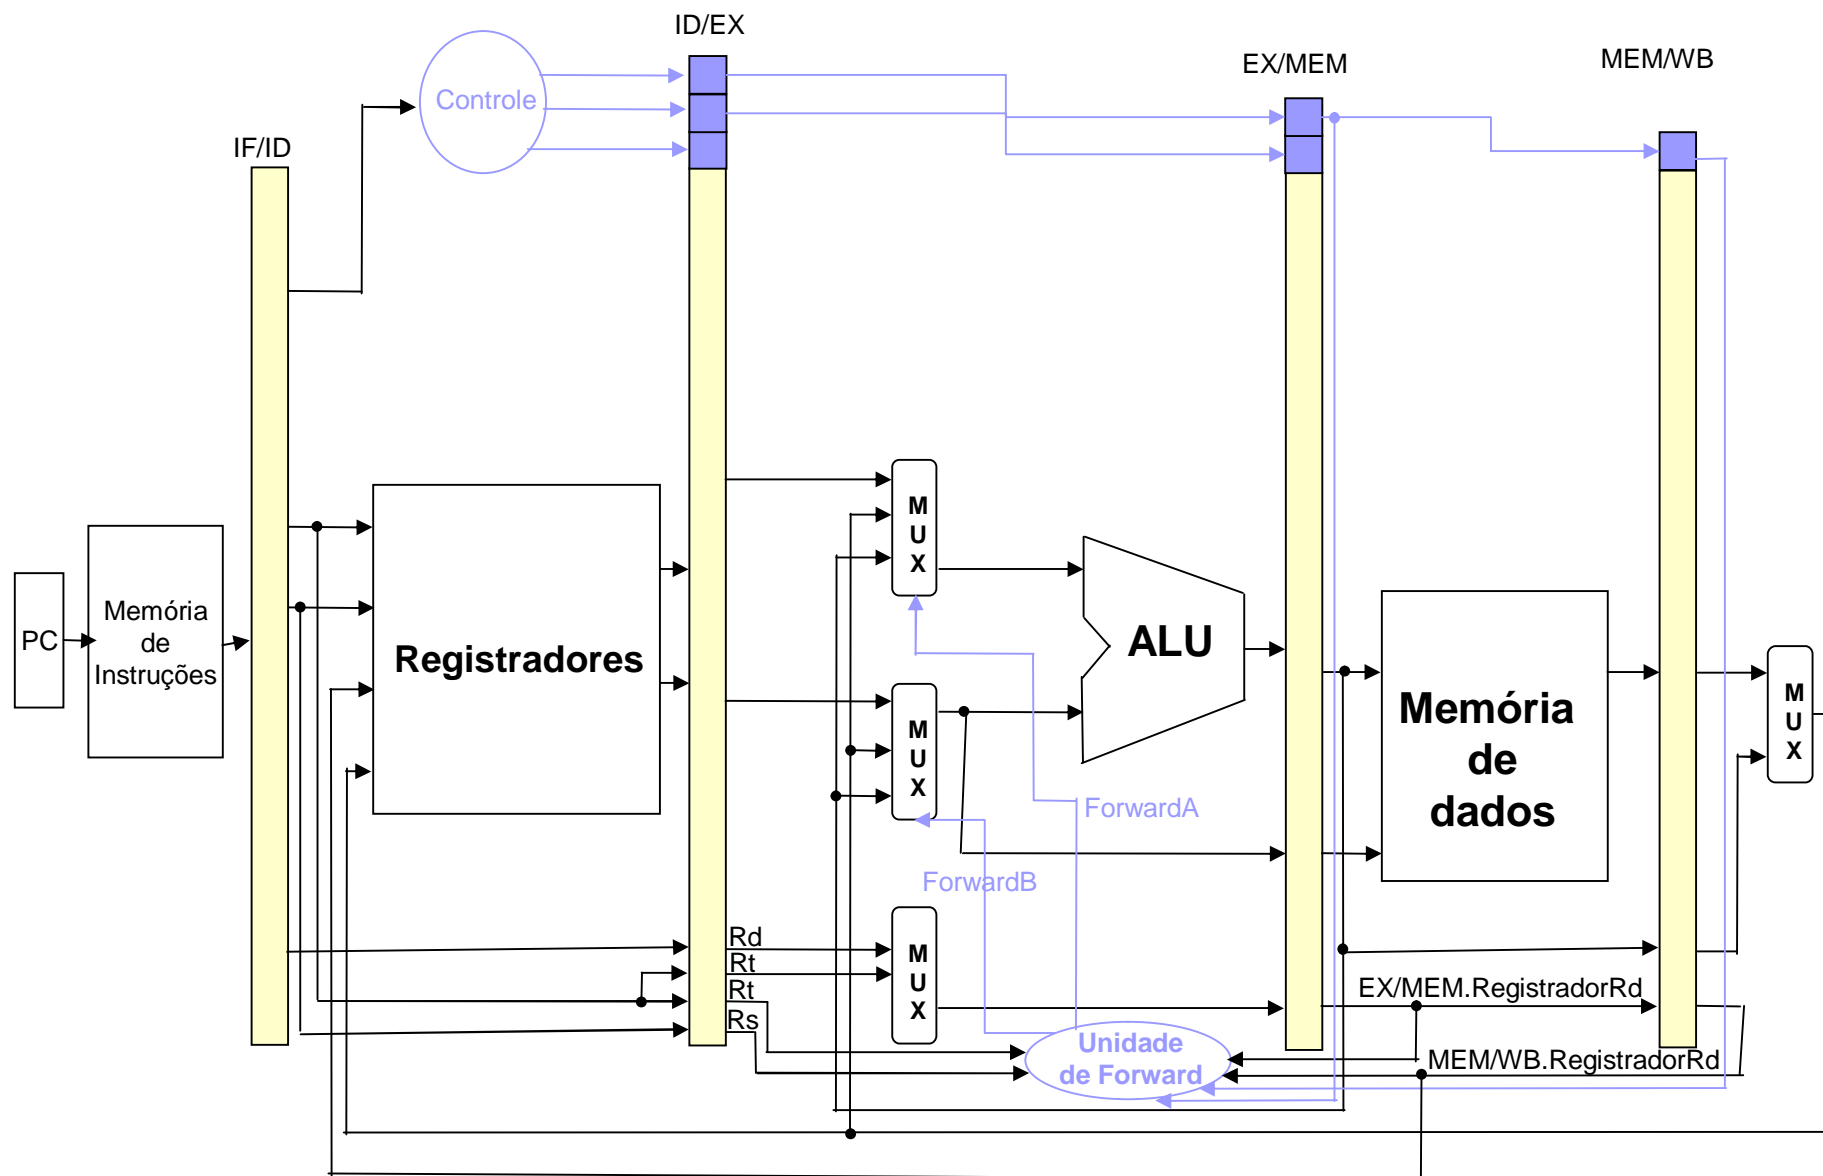 ID/EX
EX/MEM
MEM/WB
Controle
IF/ID
M
U
X
PC
Memória
de
Instruções
Registradores
ALU
M
U
X
Memória
de
dados
M
U
X
ForwardA
ForwardB
Rd
Rt
Rt
Rs
M
U
X
EX/MEM.RegistradorRd
Unidade
de Forward
MEM/WB.RegistradorRd